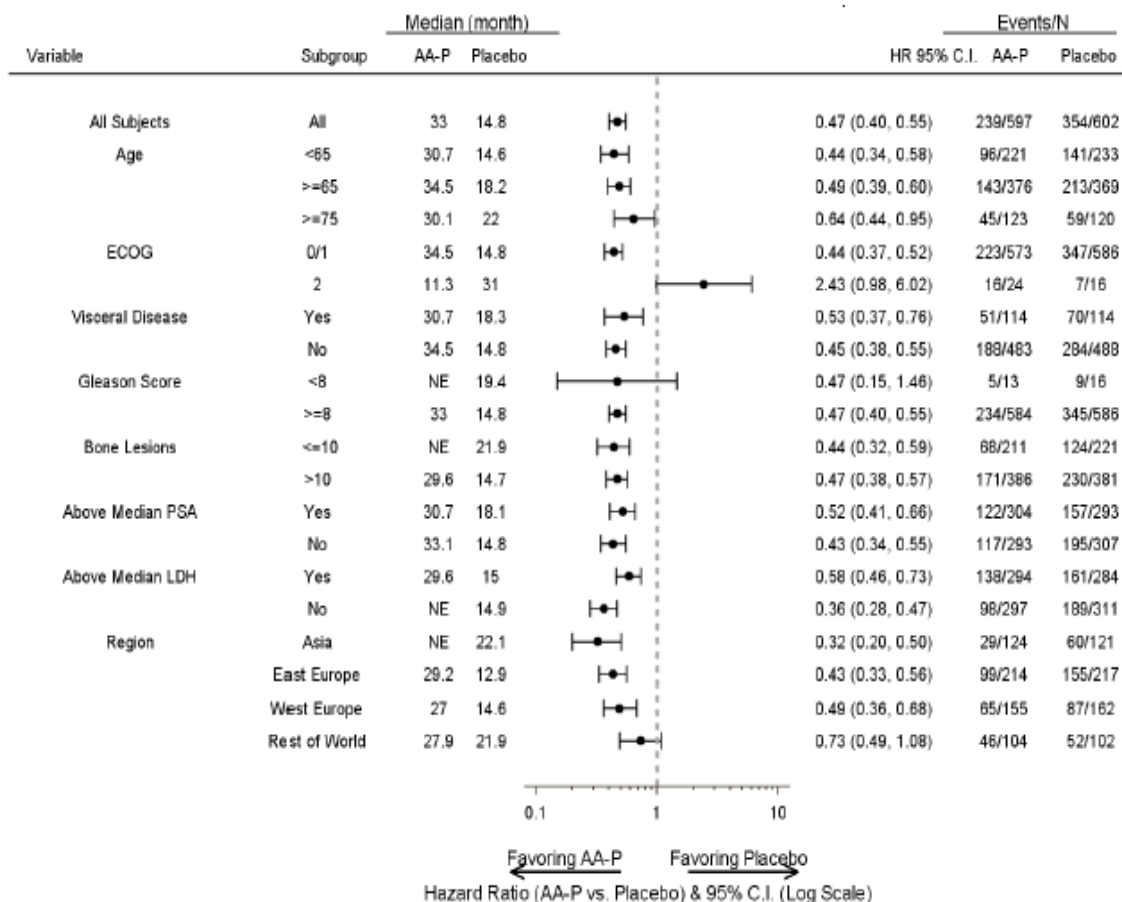 Median (month) Events/N
Variable Subgroup AA-P Placebo HR 95% C.I. AA-P Placebo
All Subjects All 33 14.8 0.47 (0.40, 0.55) 239/597 354/602
Age <65 30.7 14.6 0.44 (0.34, 0.58) 96/221 141/233
>=65 34.5 18.2 0.49 (0.39, 0.60) 143/376 213/369
>=75 30.1 22 0.64 (0.44, 0.95) 45/123 59/120
ECOG 0/1 34.5 14.8 0.44 (0.37, 0.52) 223/573 347/586
2 11.3 31 2.43 (0.98, 6.02) 16/24 7/16
Visceral Disease Yes 30.7 18.3 0.53 (0.37, 0.76) 51/114 70/114
No 34.5 14.8 0.45 (0.38, 0.55) 188/483 284/488
Gleason Score <8 NE 19.4 0.47 (0.15, 1.46) 5/13 9/16
>=8 33 14.8 0.47 (0.40, 0.55) 234/584 345/586
Bone Lesions <=10 NE 21.9 0.44 (0.32, 0.59) 68/211 124/221
>10 29.6 14.7 0.47 (0.38, 0.57) 171/386 230/381
Above Median PSA Yes 30.7 18.1 0.52 (0.41, 0.66) 122/304 157/293
No 33.1 14.8 0.43 (0.34, 0.55) 117/293 195/307
Above Median LDH Yes 29.6 15 0.58 (0.46, 0.73) 138/294 161/284
No NE 14.9 0.36 (0.28, 0.47) 98/297 189/311
Region Asia NE 22.1 0.32 (0.20, 0.50) 29/124 60/121
East Europe 29.2 12.9 0.43 (0.33, 0.56) 99/214 155/217
West Europe 27 14.6 0.49 (0.36, 0.68) 65/155 87/162
Rest of World 27.9 21.9 0.73 (0.49, 1.08) 46/104 52/102
0.1 1 10
Favoring AA-P Favoring Placebo
Hazard Ratio (AA-P vs. Placebo) & 95% C.I. (Log Scale)